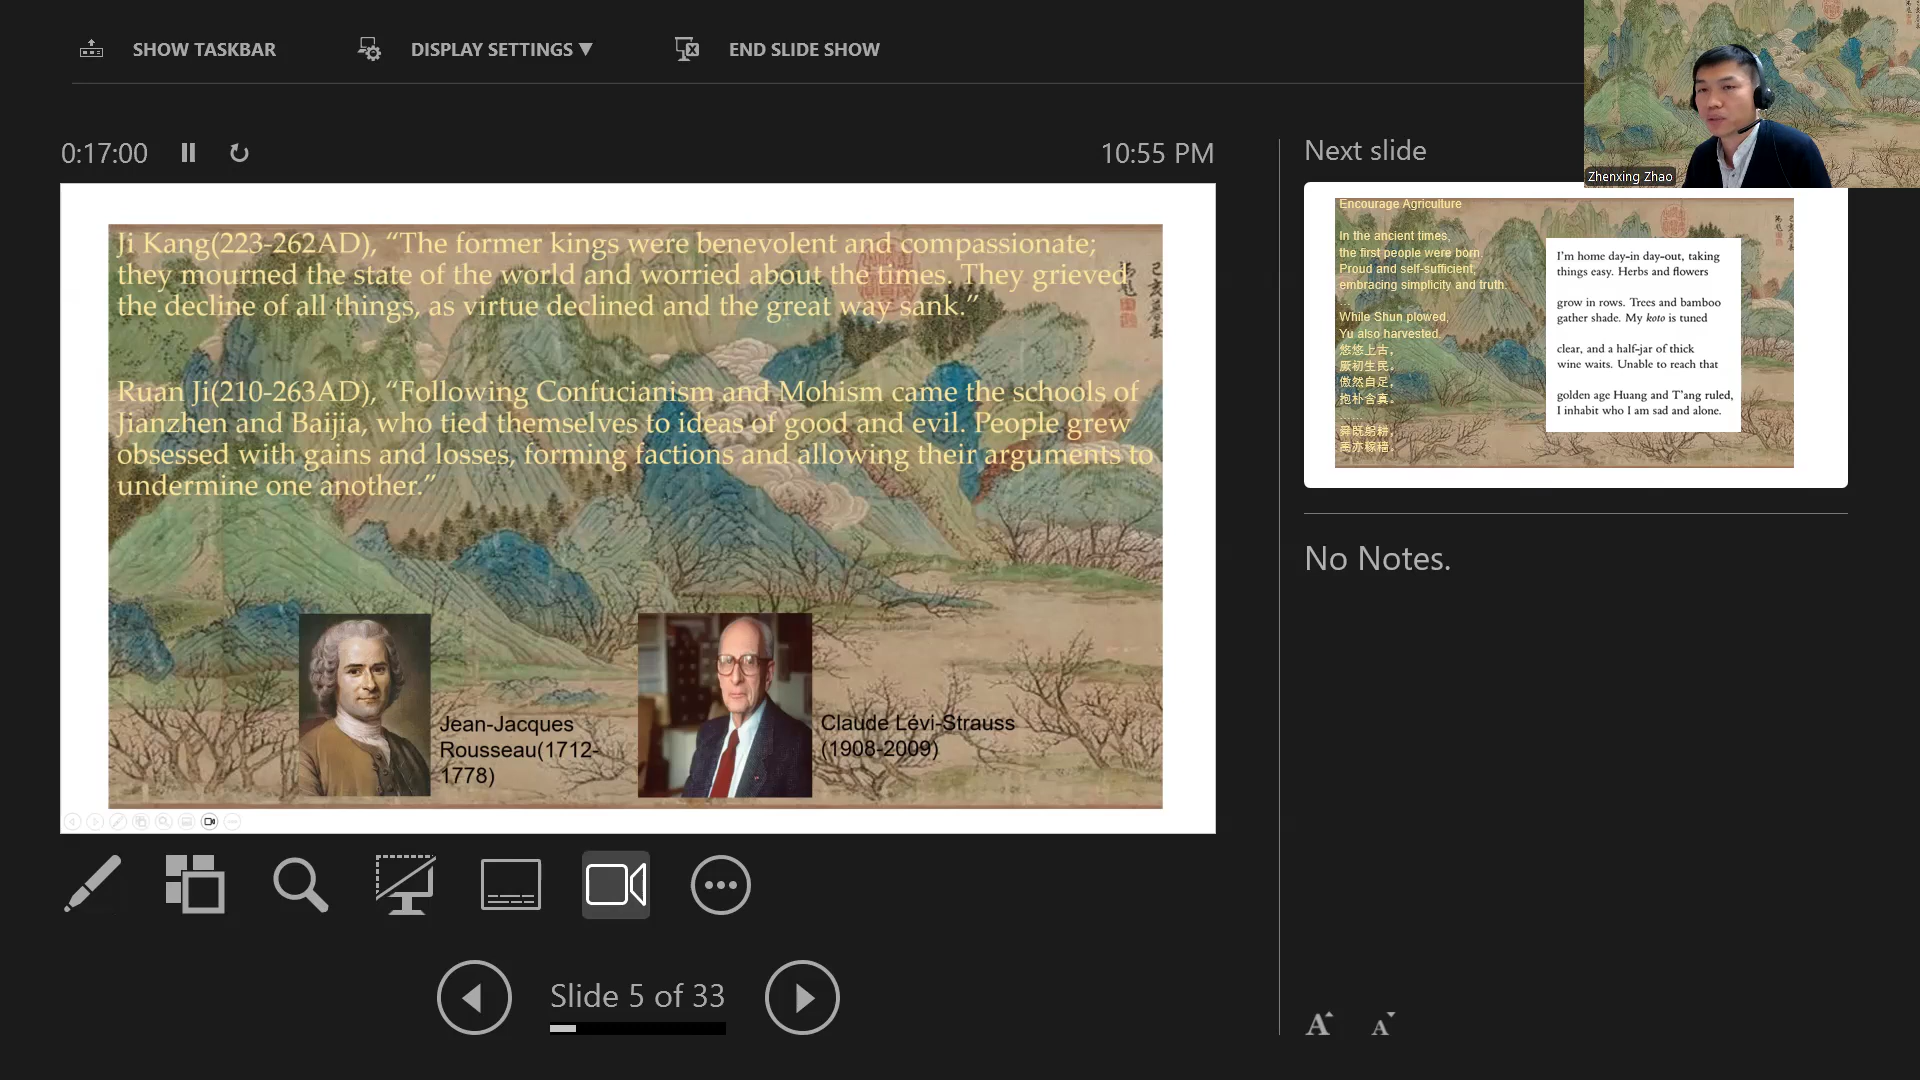 SHOW TASKBAR
DISPLAY SETTINGS ▼
END SLIDE SHOW
0:17:00
10:55 PM
Ji Kang(223-262AD), “The former kings were benevolent and compassionate;
they mourned the state of the world and worried about the times. They grieved
the decline of all things, as virtue declined and the great way sank.”
Ruan Ji(210-263AD), “Following Confucianism and Mohism came the schools of
Jianzhen and Baijia, who tied themselves to ideas of good and evil. People grew
obsessed with gains and losses, forming factions and allowing their arguments to
undermine one another.”
Jean-Jacques
Rousseau(1712-
1778)
Claude Lévi-Strauss
(1908-2009)
Slide 5 of 33
Next slide
Zhenxing Zhao
Encourage Agriculture
In the ancient times,
the first people were born.
Proud and self-sufficient,
embracing simplicity and truth.
...
While Shun plowed,
Yu also harvested.
悠悠上古，
厥初生民。
傲然自足，
抱朴含真。
舜既躬耕，
禹亦稼穑。
I’m home day-in day-out, taking
things easy. Herbs and flowers
grow in rows. Trees and bamboo
gather shade. My koto is tuned
clear, and a half-jar of thick
wine waits. Unable to reach that
golden age Huang and T’ang ruled,
I inhabit who I am sad and alone.
No Notes.
A A